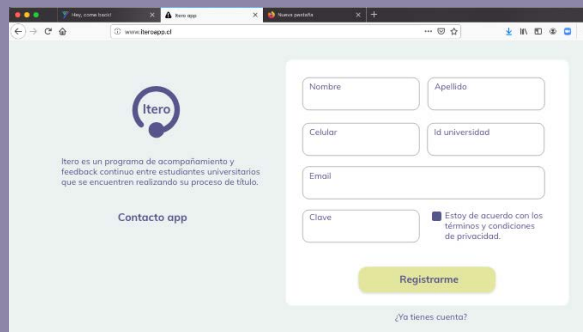 Hey, come back!
Itero app
Nueva pestaña
www.iteroapp.cl
Itero
Itero es un programa de acompañamiento y
feedback continuo entre estudiantes universitarios
que se encuentren realizando su proceso de título.
Contacto app
Nombre
Apellido
Celular
Id universidad
Email
Clave
Estoy de acuerdo con los
términos y condiciones
de privacidad.
Registrarme
¿Ya tienes cuenta?